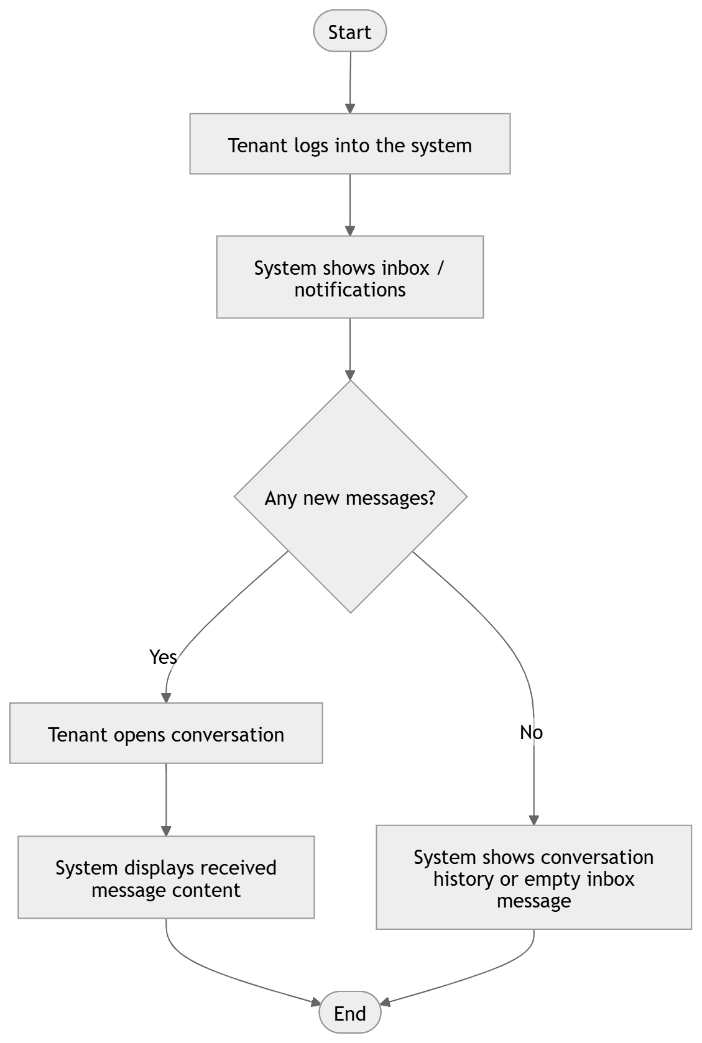 Start
Tenant logs into the system
System shows inbox /
notifications
Any new messages?
Yes
Tenant opens conversation
No
System displays received
message content
System shows conversation
history or empty inbox
message
End